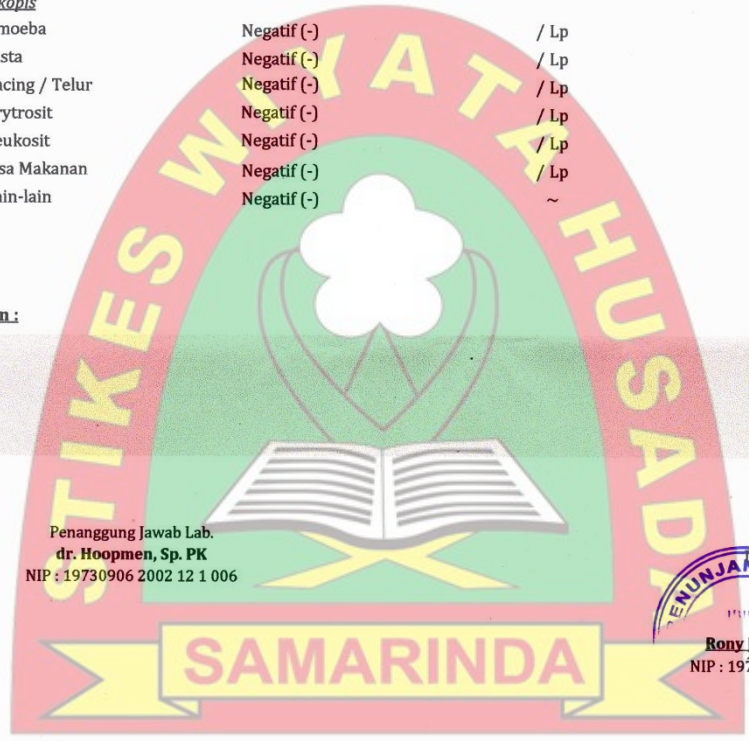 kopis
moeba Negatif (-) / Lp
ista Negatif (-) / Lp
acing / Telur Negatif (-) / Lp
rytrosit Negatif (-) / Lp
eukosit Negatif (-) / Lp
sa Makanan Negatif (-) / Lp
ain-lain Negatif (-) ~
n :
STIKES WIYATA HUSADA
Penanggung Jawab Lab.
dr. Hoopmen, Sp. PK
NIP : 19730906 2002 12 1 006
ENUNJA
Rony
NIP : 197
SAMARINDA